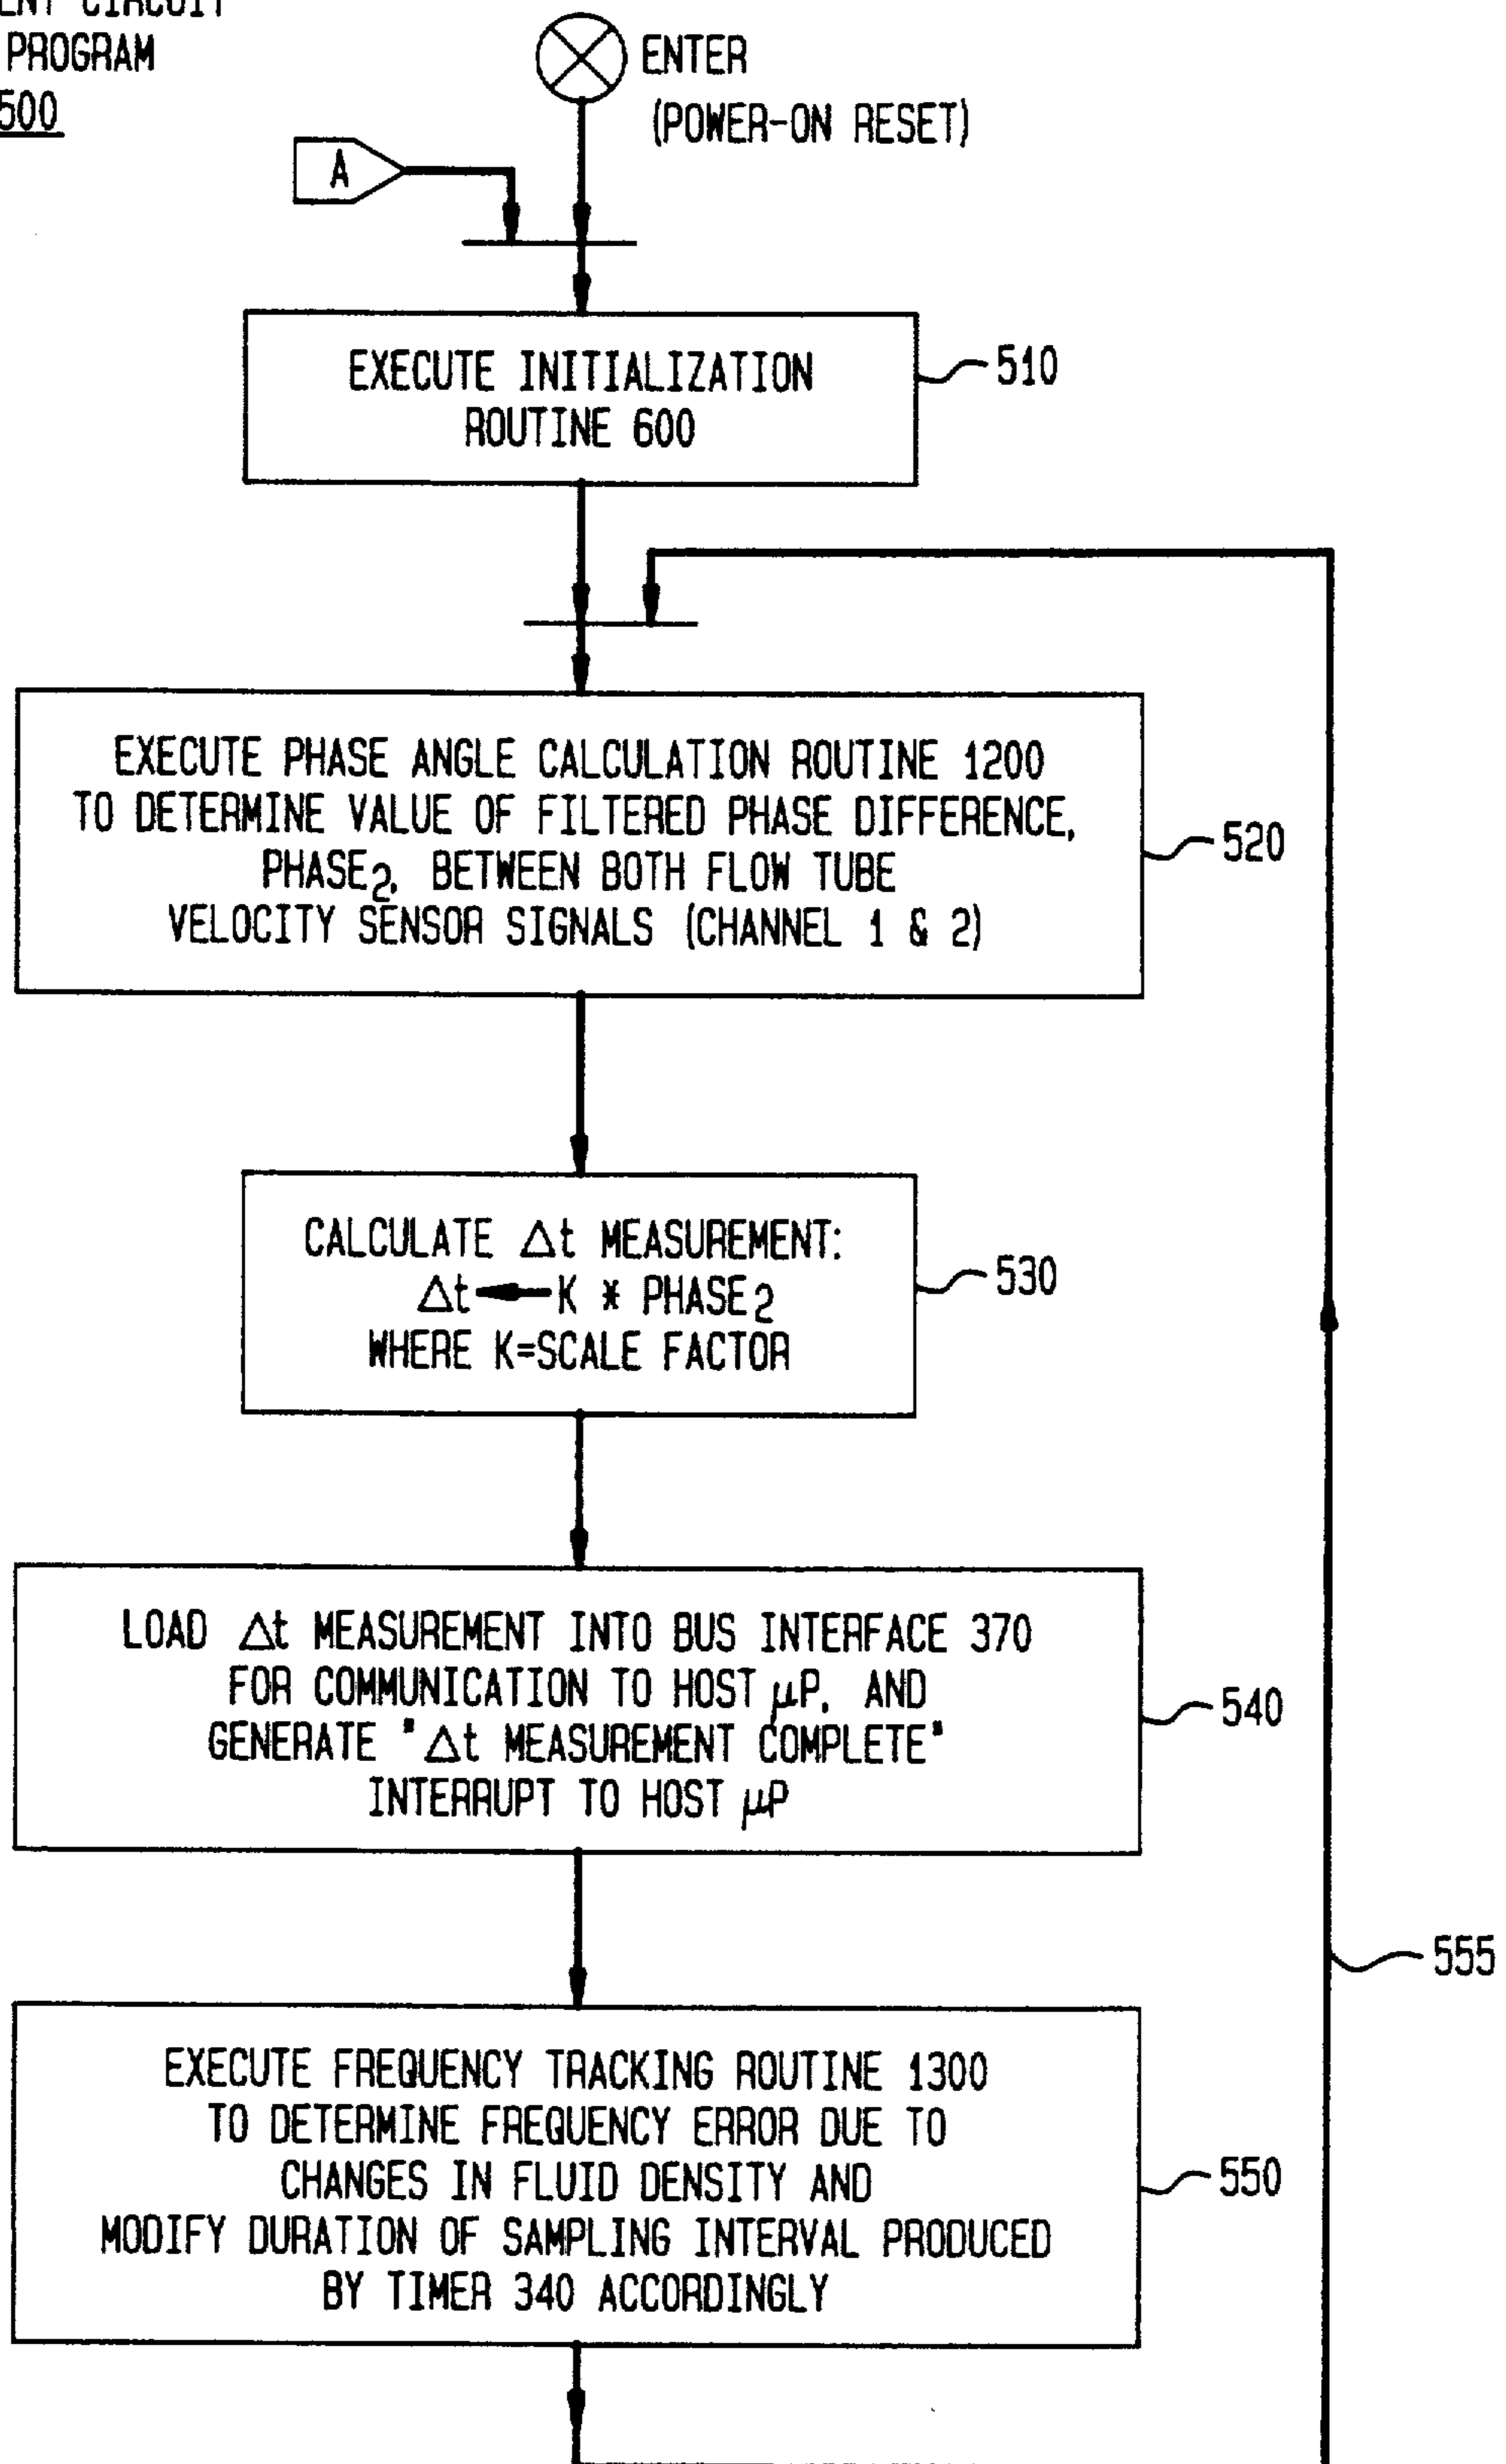 CIRCUIT
PROGRAM
500
ENTER
(POWER-ON RESET)
A
EXECUTE INITIALIZATION
ROUTINE 600
510
EXECUTE PHASE ANGLE CALCULATION ROUTINE 1200
TO DETERMINE VALUE OF FILTERED PHASE DIFFERENCE,
PHASE₂, BETWEEN BOTH FLOW TUBE
VELOCITY SENSOR SIGNALS (CHANNEL 1 & 2)
520
CALCULATE Δt MEASUREMENT:
Δt ← K * PHASE₂
WHERE K=SCALE FACTOR
530
LOAD Δt MEASUREMENT INTO BUS INTERFACE 370
FOR COMMUNICATION TO HOST μP, AND
GENERATE "Δt MEASUREMENT COMPLETE"
INTERRUPT TO HOST μP
540
555
EXECUTE FREQUENCY TRACKING ROUTINE 1300
TO DETERMINE FREQUENCY ERROR DUE TO
CHANGES IN FLUID DENSITY AND
MODIFY DURATION OF SAMPLING INTERVAL PRODUCED
BY TIMER 340 ACCORDINGLY
550